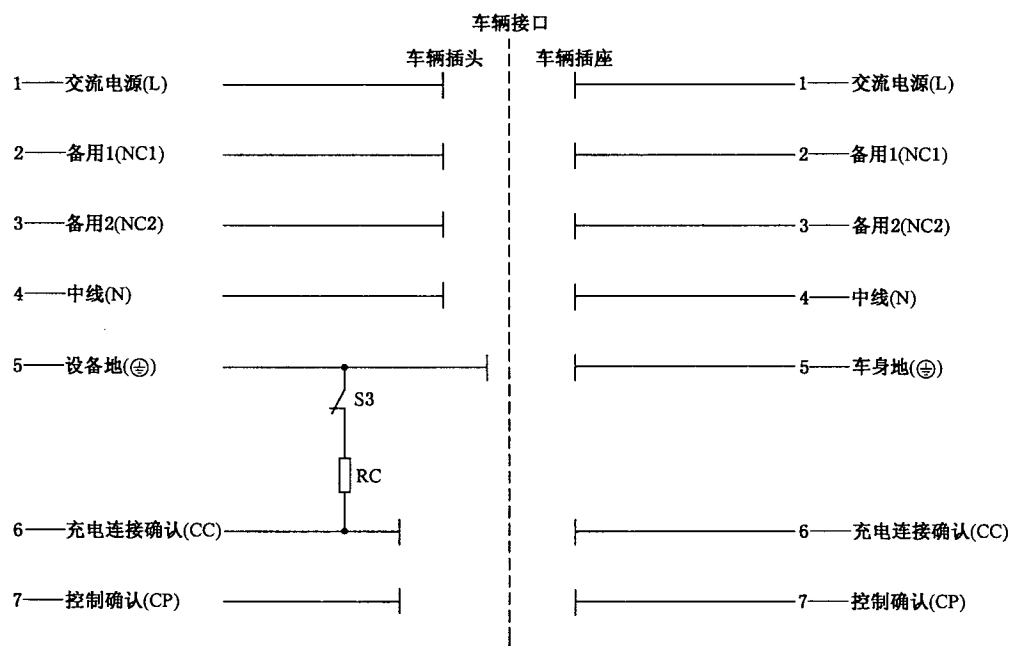 车辆接口
车辆插头 车辆插座
1——交流电源(L) 1——交流电源(L)
2——备用1(NC1) 2——备用1(NC1)
3——备用2(NC2) 3——备用2(NC2)
4——中线(N) 4——中线(N)
5——设备地(⏚) 5——车身地(⏚)
S3
RC
6——充电连接确认(CC) 6——充电连接确认(CC)
7——控制确认(CP) 7——控制确认(CP)